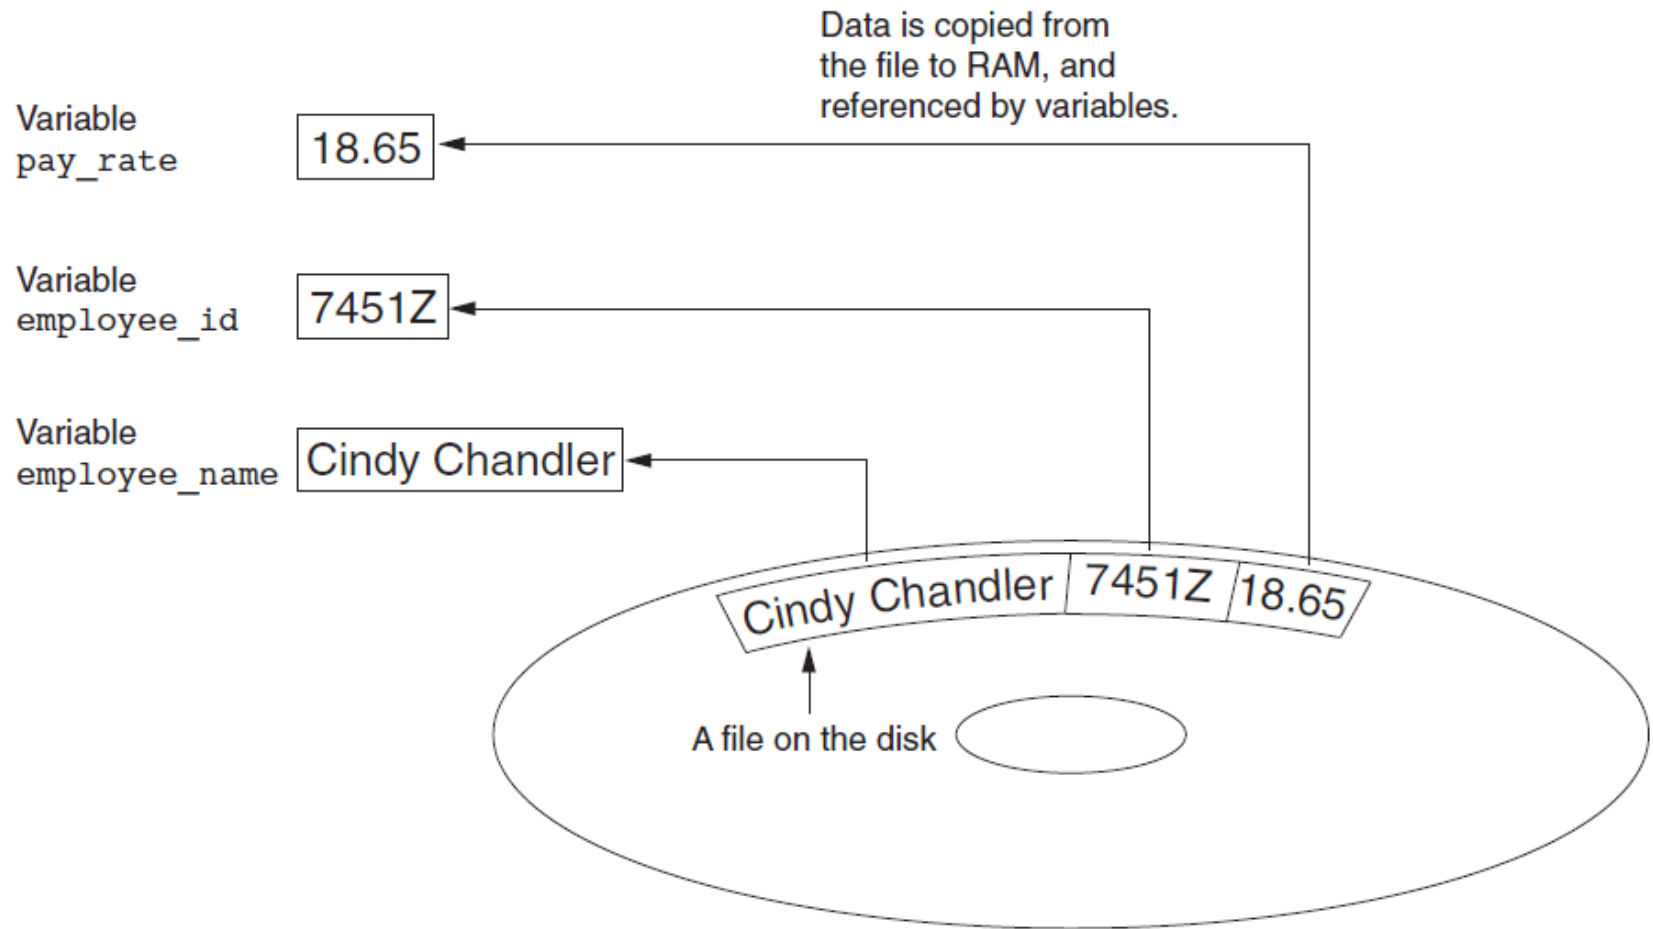 Data is copied from
the file to RAM, and
referenced by variables.
Variable
pay_rate
18.65
Variable
employee_id
7451Z
Variable
employee_name
Cindy Chandler
Cindy Chandler 7451Z 18.65
A file on the disk